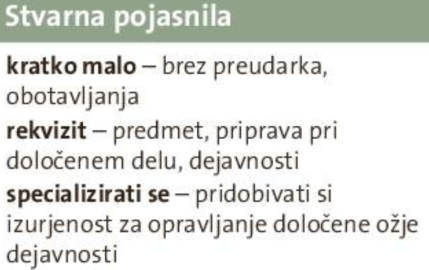 Stvarna pojasnila
kratko malo – brez preudarka,
obotavljanja
rekvizit – predmet, priprava pri
določenem delu, dejavnosti
specializirati se – pridobivati si
izurjenost za opravljanje določene ožje
dejavnosti